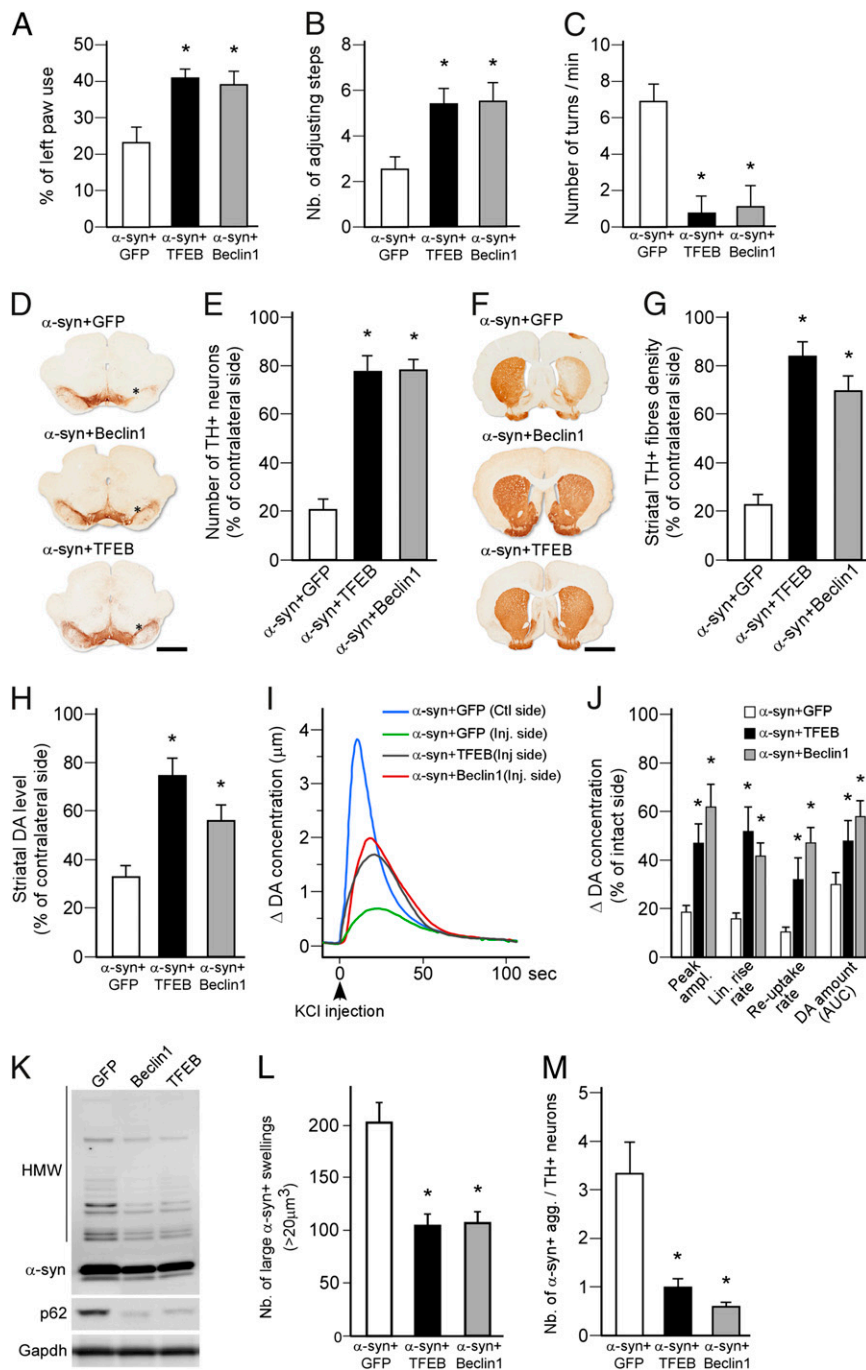 A
% of left paw use
50
40
30
20
10
0
* *
α-syn+ α-syn+ α-syn+
GFP TFEB Beclin1
B
Nb. of adjusting steps
8
6
4
2
0
* *
α-syn+ α-syn+ α-syn+
GFP TFEB Beclin1
C
Number of turns / min
10
8
6
4
2
0
* *
α-syn+ α-syn+ α-syn+
GFP TFEB Beclin1
D
α-syn+GFP
*
α-syn+Beclin1
*
α-syn+TFEB
*
E
Number of TH+ neurons
(% of contralateral side)
100
80
60
40
20
0
* *
α-syn+GFP
α-syn+TFEB
α-syn+Beclin1
F
α-syn+GFP
α-syn+Beclin1
α-syn+TFEB
G
Striatal TH+ fibres density
(% of contralateral side)
100
80
60
40
20
0
* *
α-syn+GFP
α-syn+TFEB
α-syn+Beclin1
H
Striatal DA level
(% of contralateral side)
100
80
60
40
20
0
* *
α-syn+ α-syn+ α-syn+
GFP TFEB Beclin1
I
Δ DA concentration (µm)
4
3
2
1
0
α-syn+GFP (Ctl side)
α-syn+GFP (Inj. side)
α-syn+TFEB(Inj side)
α-syn+Beclin1(Inj. side)
0 50 100 sec
KCl injection
J
Δ DA concentration
(% of intact side)
100
80
60
40
20
0
α-syn+GFP
α-syn+TFEB
α-syn+Beclin1
* * * * * * * *
Peak
ampl.
Lin. rise
rate
Re-uptake
rate
DA amount
(AUC)
K
GFP Beclin1 TFEB
HMW
α-syn
p62
Gapdh
L
Nb. of large α-syn+ swellings
(>20µm³)
200
150
100
50
0
* *
α-syn+ α-syn+ α-syn+
GFP TFEB Beclin1
M
Nb. of α-syn+ agg. / TH+ neurons
5
4
3
2
1
0
* *
α-syn+ α-syn+ α-syn+
GFP TFEB Beclin1